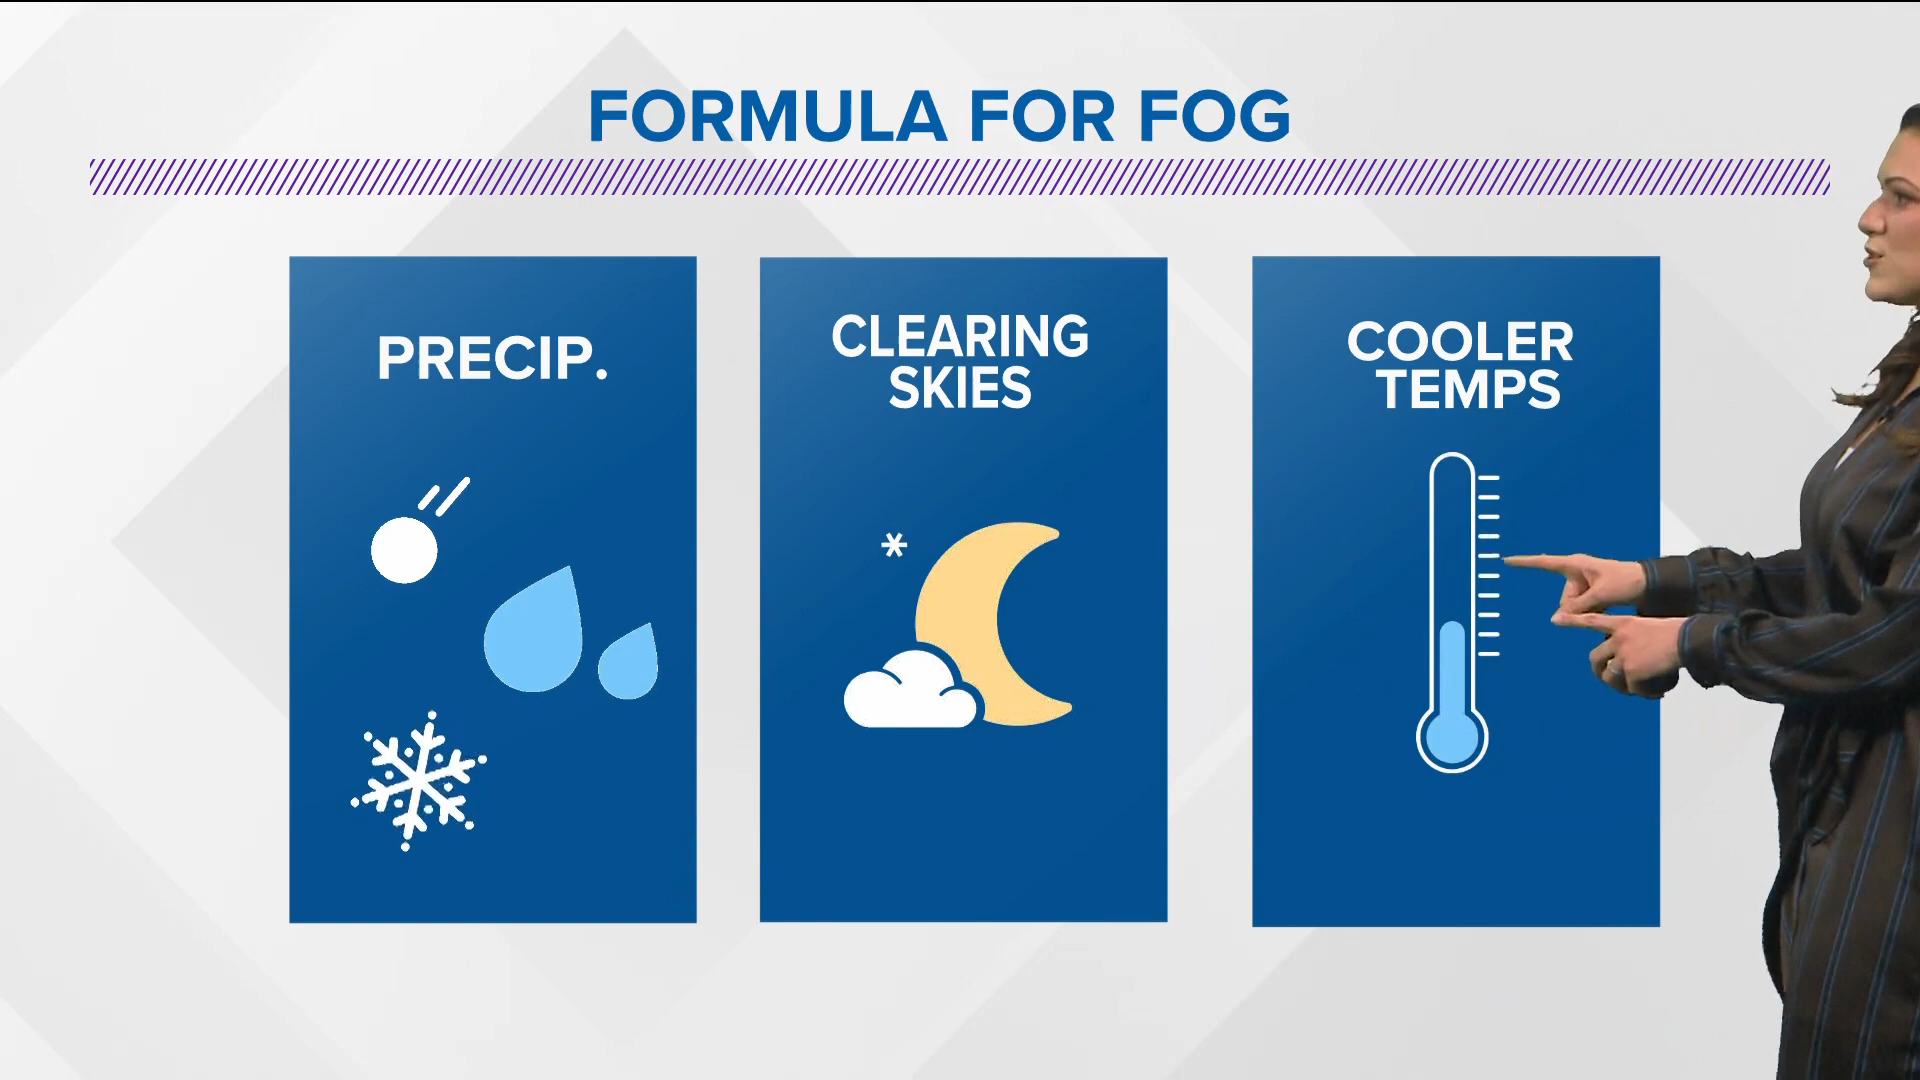 FORMULA FOR FOG
PRECIP.
CLEARING
SKIES
COOLER
TEMPS